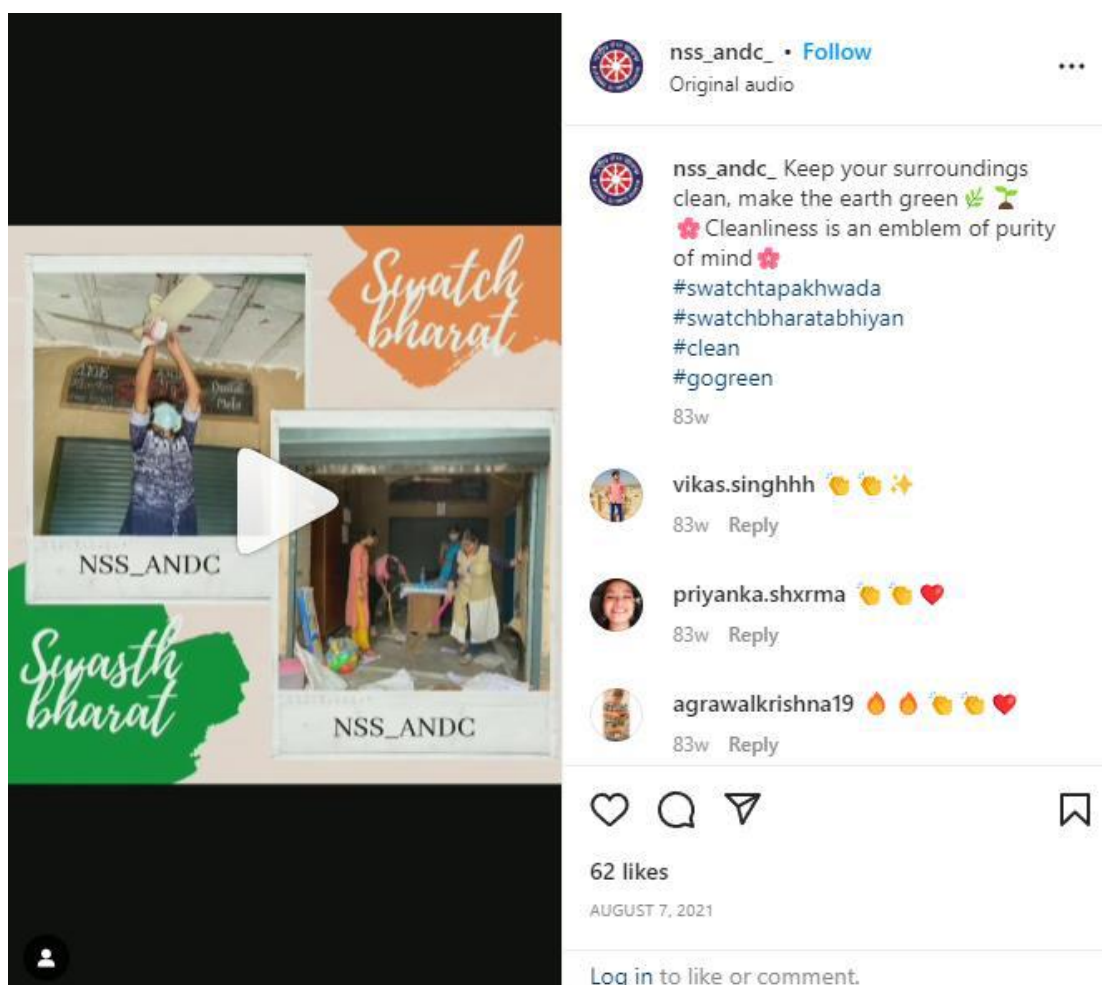 Swatch
bharat
NSS_ANDC
Swasth
bharat
NSS_ANDC
nss_andc_ • Follow
Original audio
nss_andc_ Keep your surroundings
clean, make the earth green 🌿 🌱
🌸 Cleanliness is an emblem of purity
of mind 🌸
#swatchtapakhwada
#swatchbharatabhiyan
#clean
#gogreen
83w
vikas.singhhh 👏 👏 ✨
83w Reply
priyanka.shxrma 👏 👏 ❤️
83w Reply
agrawalkrishna19 🔥 🔥 👏 👏 ❤️
83w Reply
62 likes
AUGUST 7, 2021
Log in to like or comment.